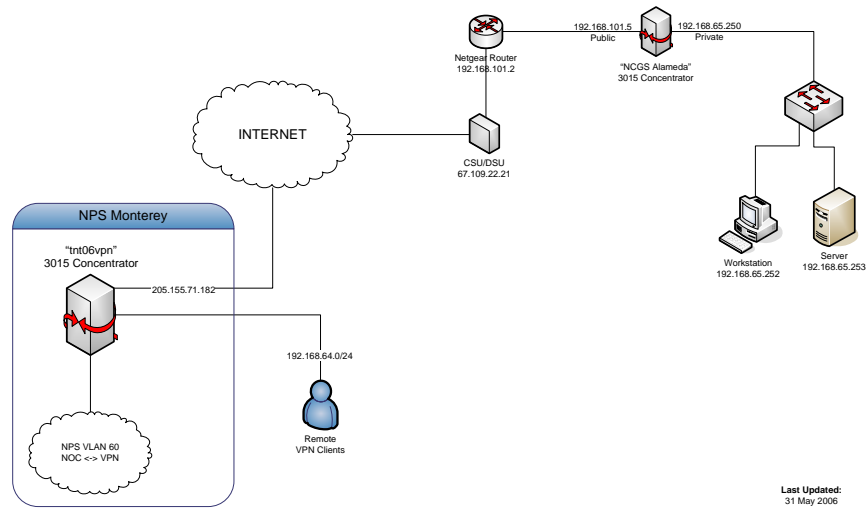 192.168.101.5
Public
192.168.65.250
Private
Netgear Router
192.168.101.2
“NCGS Alameda”
3015 Concentrator
INTERNET
CSU/DSU
67.109.22.21
NPS Monterey
“tnt06vpn”
3015 Concentrator
205.155.71.182
Workstation
192.168.65.252
Server
192.168.65.253
192.168.64.0/24
Remote
VPN Clients
NPS VLAN 60
NOC <-> VPN
Last Updated:
31 May 2006